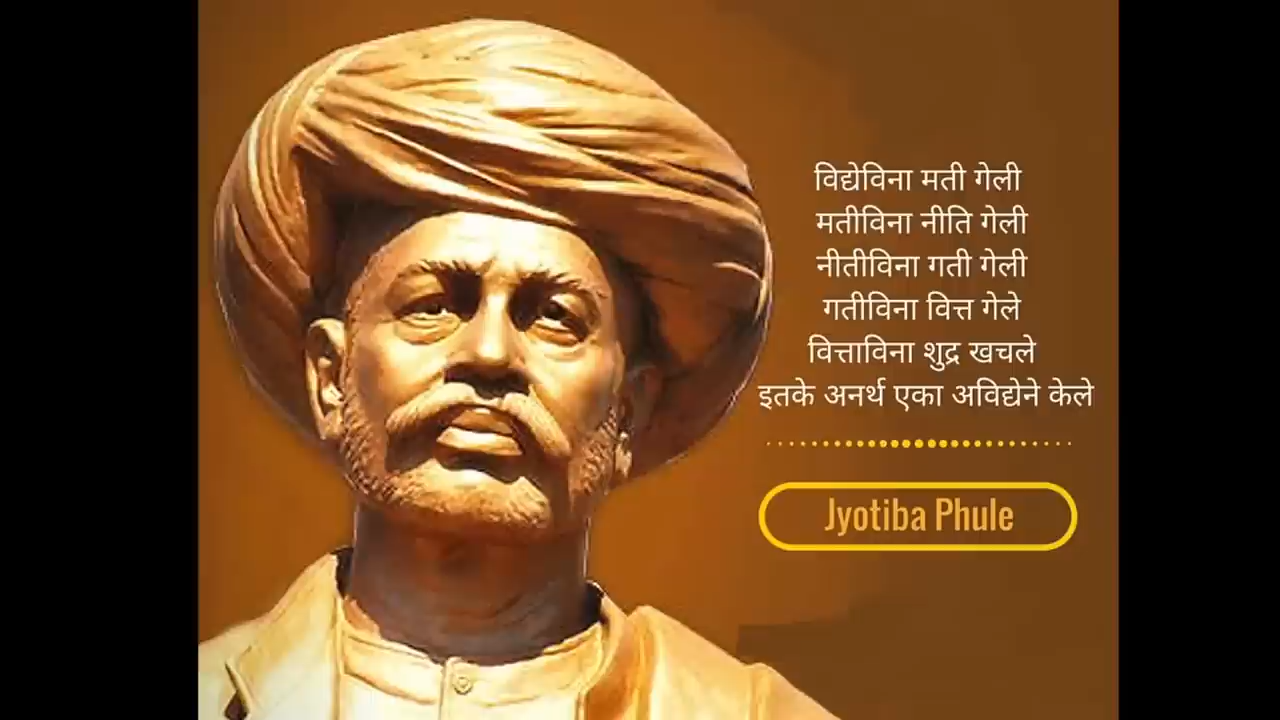 विद्येविना मती गेली
मतीविना नीति गेली
नीतीविना गती गेली
गतीविना वित्त गेले
वित्ताविना शुद्र खचले
इतके अनर्थ एका अविद्येने केले
Jyotiba Phule